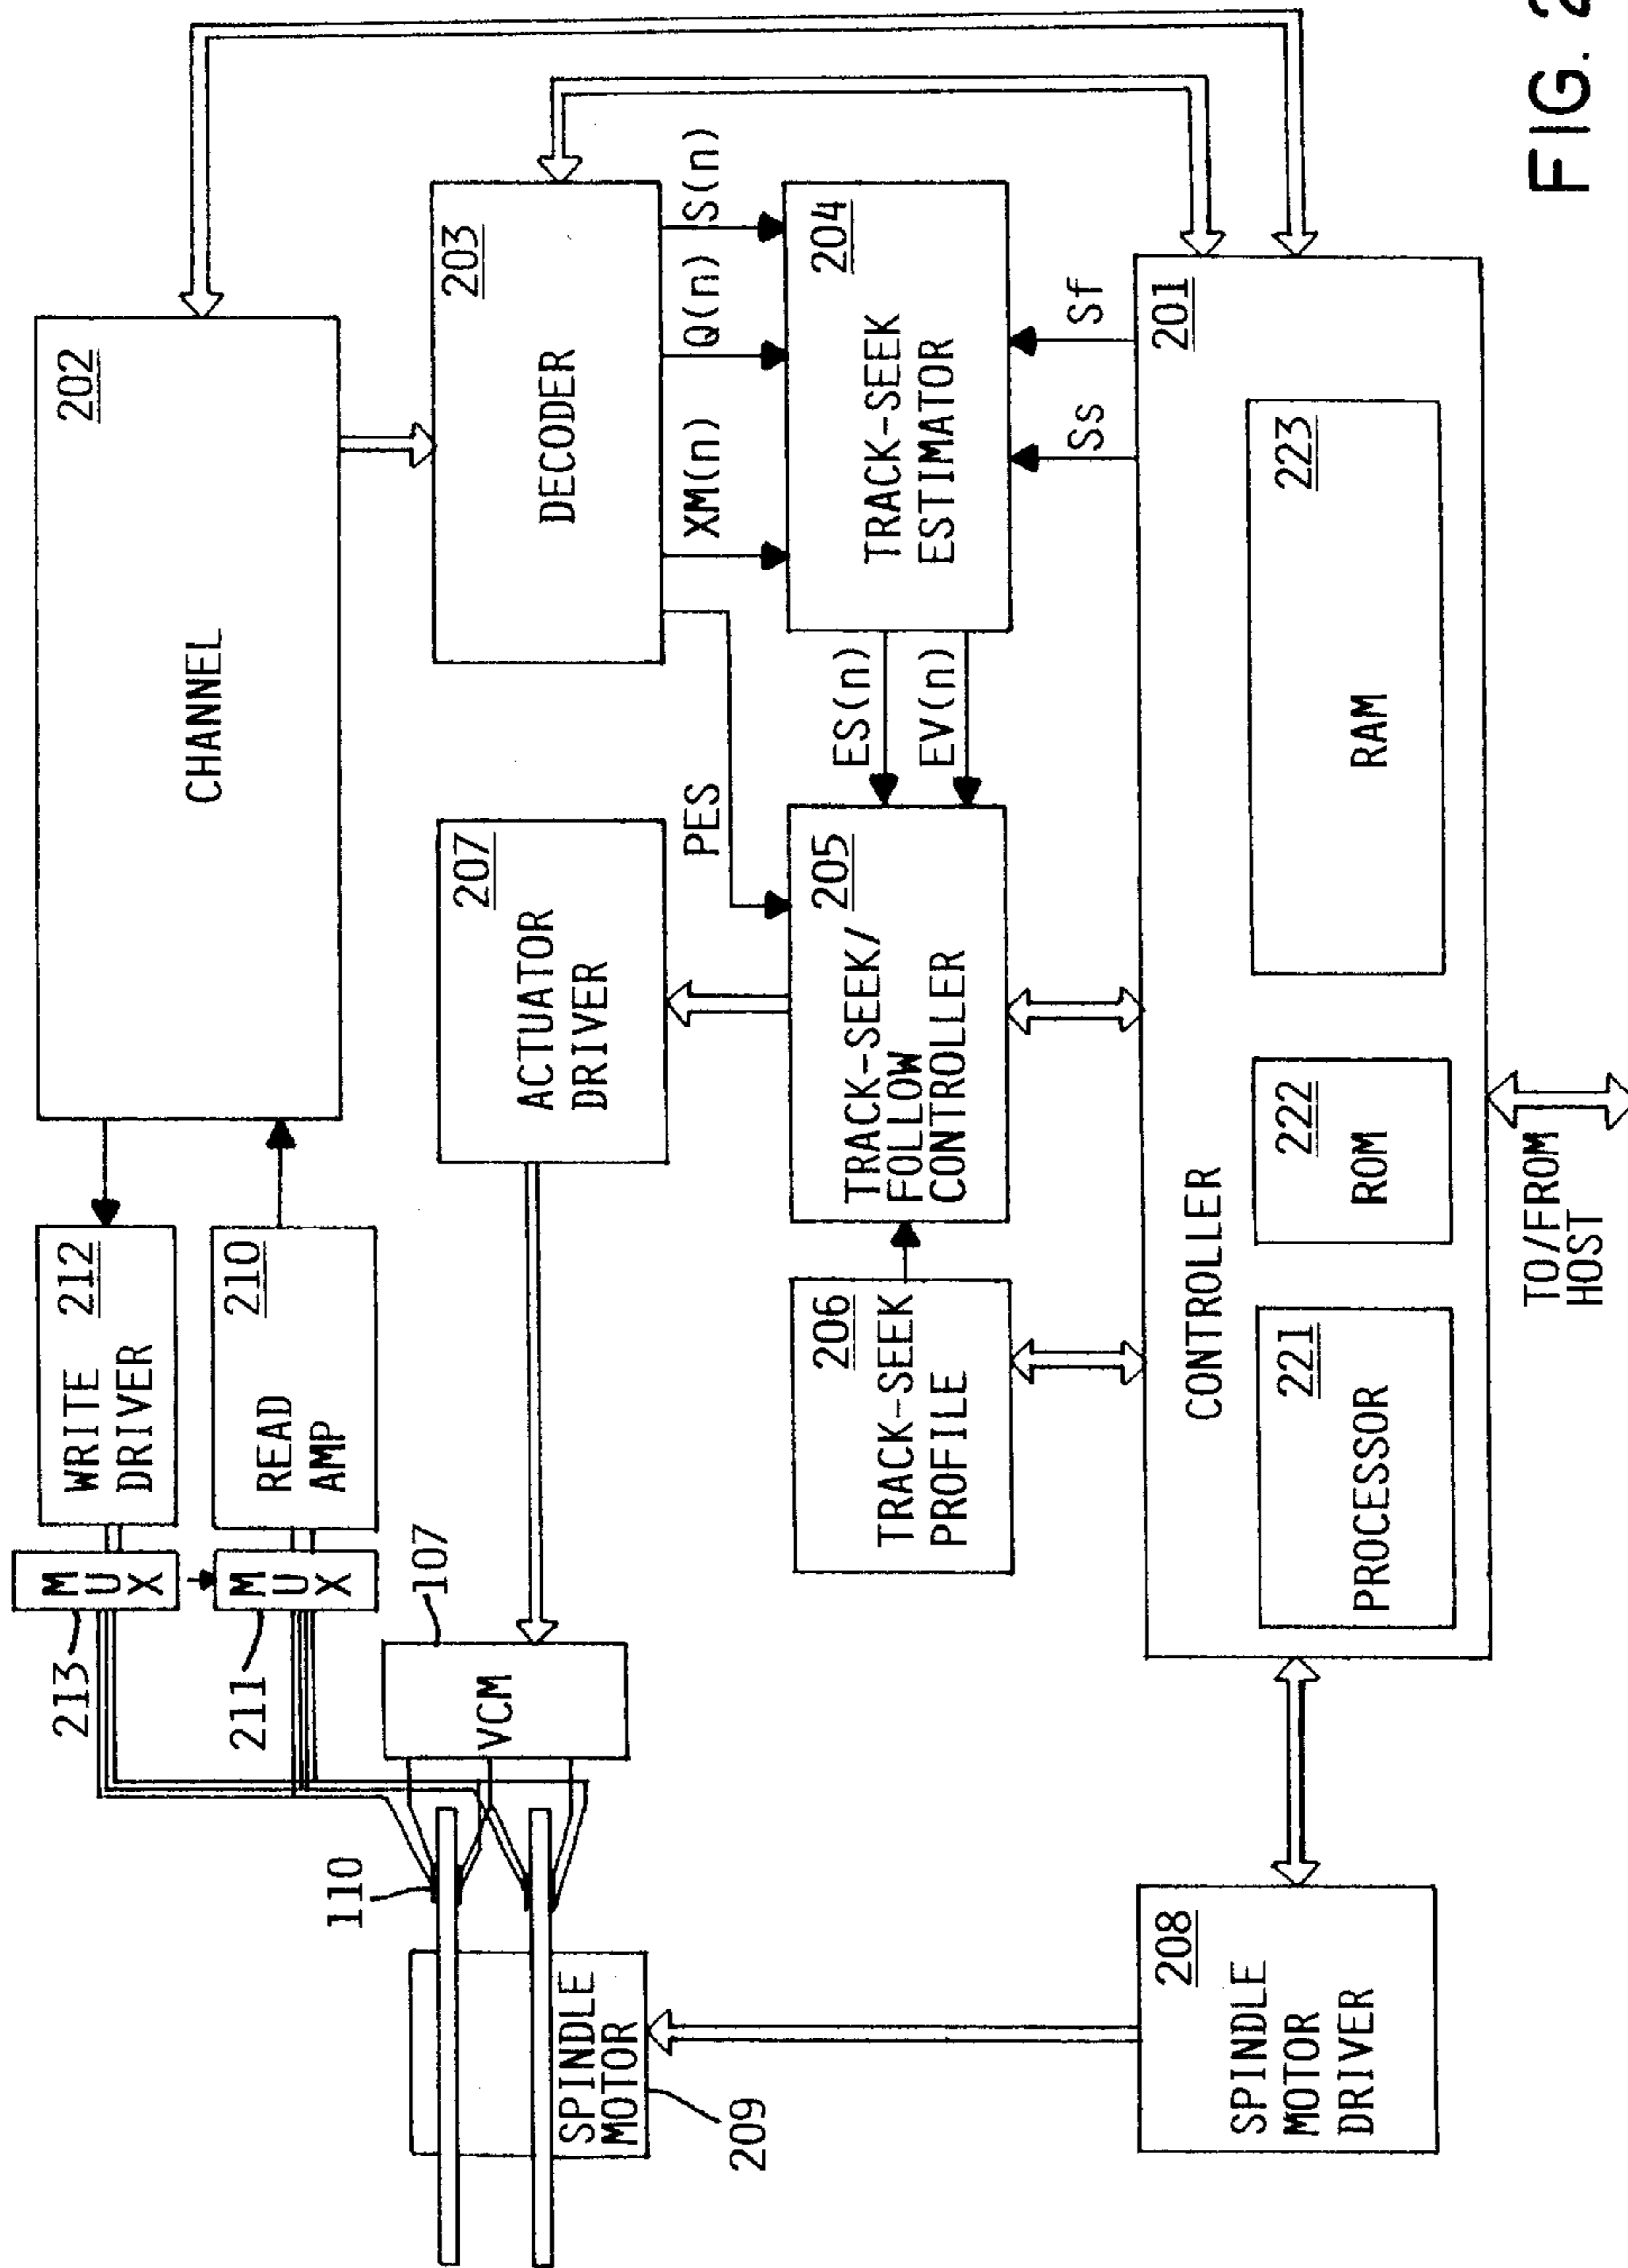 213
MUX
212
WRITE
DRIVER
202
CHANNEL
211
MUX
210
READ
AMP
107
VCM
110
SPINDLE
MOTOR
209
207
ACTUATOR
DRIVER
203
DECODER
PES
XM(n)
Q(n)
S(n)
206
TRACK-SEEK
PROFILE
205
TRACK-SEEK/
FOLLOW
CONTROLLER
ES(n)
EV(n)
204
TRACK-SEEK
ESTIMATOR
Ss
Sf
208
SPINDLE
MOTOR
DRIVER
CONTROLLER
201
221
PROCESSOR
222
ROM
223
RAM
TO/FROM
HOST
FIG. 2